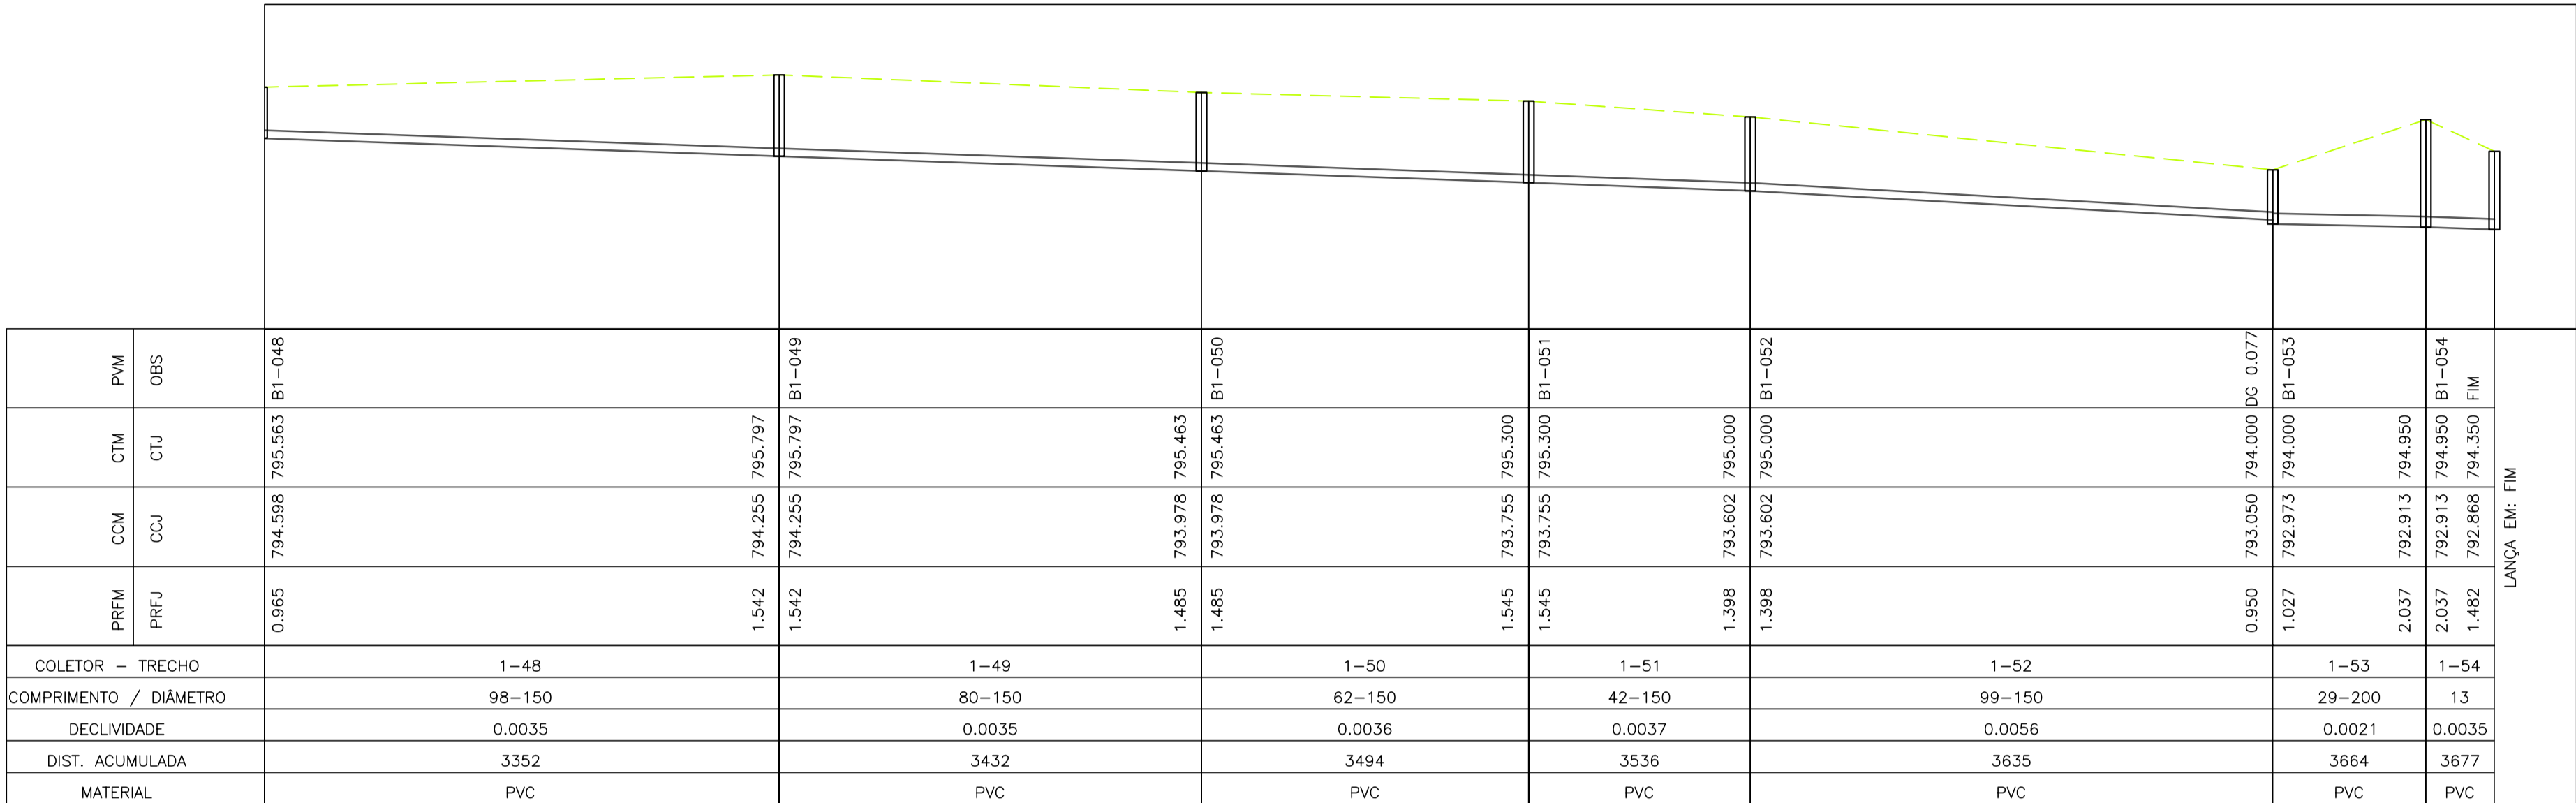 PVM OBS B1-048 B1-049 B1-050 B1-051 B1-052 DG 0.077 B1-053 B1-054 FIM
CTM CTJ 795.563 795.797 795.797 795.463 795.463 795.300 795.300 795.000 795.000 794.000 794.000 794.950 794.950 794.350
CCM CCJ 794.598 794.255 794.255 793.978 793.978 793.755 793.755 793.602 793.602 793.050 792.973 792.913 792.913 792.868
PRFM PRFJ 0.965 1.542 1.542 1.485 1.485 1.545 1.545 1.398 1.398 0.950 1.027 2.037 2.037 1.482
LANÇA EM: FIM
COLETOR - TRECHO 1-48 1-49 1-50 1-51 1-52 1-53 1-54
COMPRIMENTO / DIÂMETRO 98-150 80-150 62-150 42-150 99-150 29-200 13
DECLIVIDADE 0.0035 0.0035 0.0036 0.0037 0.0056 0.0021 0.0035
DIST. ACUMULADA 3352 3432 3494 3536 3635 3664 3677
MATERIAL PVC PVC PVC PVC PVC PVC PVC